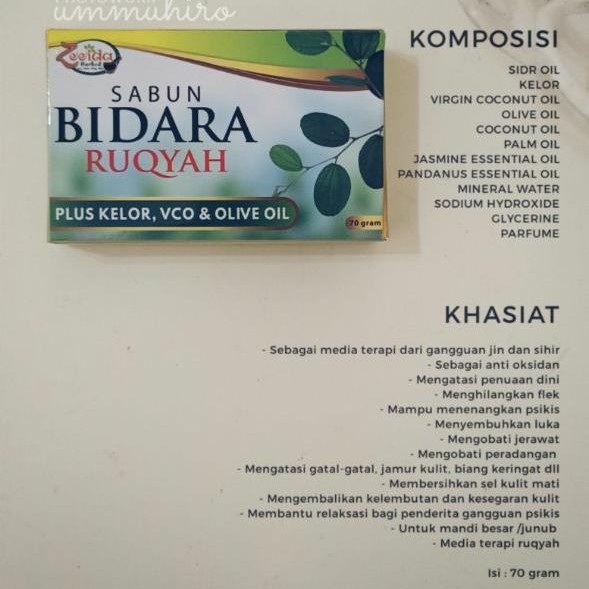 ummuhiro
Zeeida
Herbal
SABUN
BIDARA
RUQYAH
PLUS KELOR, VCO & OLIVE OIL
70 gram
KOMPOSISI
SIDR OIL
KELOR
VIRGIN COCONUT OIL
OLIVE OIL
COCONUT OIL
PALM OIL
JASMINE ESSENTIAL OIL
PANDANUS ESSENTIAL OIL
MINERAL WATER
SODIUM HYDROXIDE
GLYCERINE
PARFUME
KHASIAT
- Sebagai media terapi dari gangguan jin dan sihir
- Sebagai anti oksidan
- Mengatasi penuaan dini
- Menghilangkan flek
- Mampu menenangkan psikis
- Menyembuhkan luka
- Mengobati jerawat
- Mengobati peradangan
- Mengatasi gatal-gatal, jamur kulit, biang keringat dll
- Membersihkan sel kulit mati
- Mengembalikan kelembutan dan kesegaran kulit
- Membantu relaksasi bagi penderita gangguan psikis
- Untuk mandi besar /junub
- Media terapi ruqyah
Isi : 70 gram